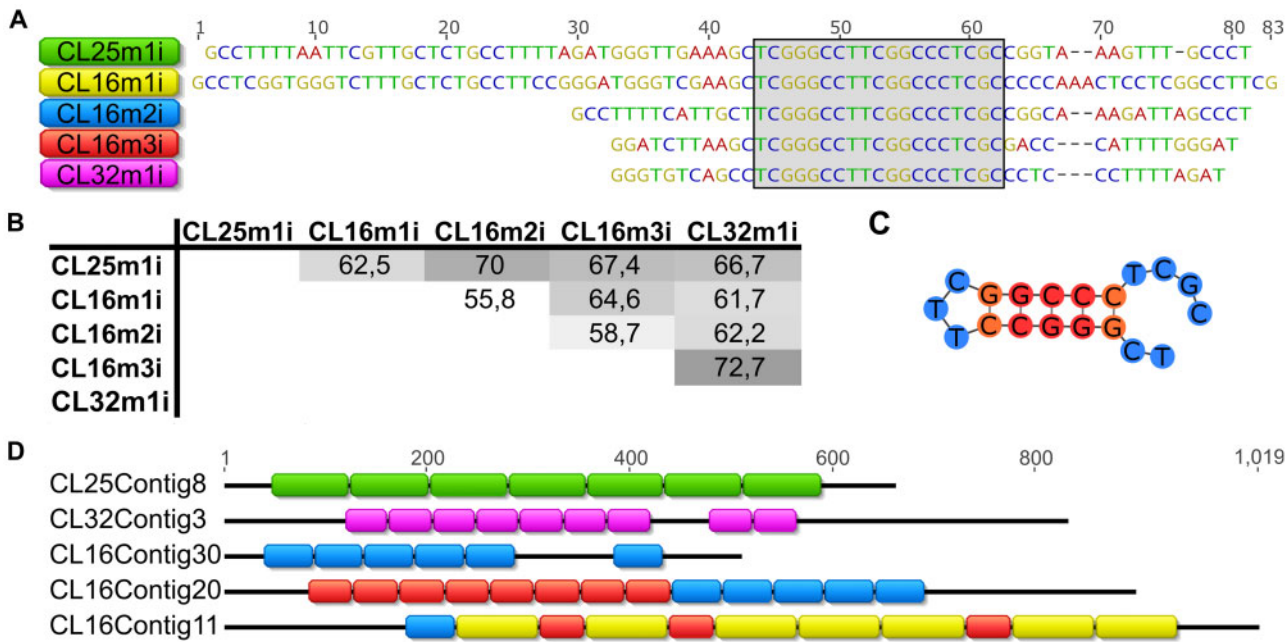 A 1 10 20 30 40 50 60 70 80 83
CL25m1i GCCTTTTAATTCGTTGCTCTGCCTTTTAGATGGGTTGAAAGCTCGGGCCTTCGGCCCTCGCCGGTA--AAGTTT-GCCCT
CL16m1i GCCTCGGTGGGTCTTTGCTCTGCCTTCCGGGATGGGTCGAAGCTCGGGCCTTCGGCCCTCGCCCCCAAACTCCTCGGCCTTCG
CL16m2i GCCTTTTCATTGCTTCGGGCCTTCGGCCCTCGCCGGCA--AAGATTAGCCCT
CL16m3i GGATCTTAAGCTCGGGCCTTCGGCCCTCGCGACC---CATTTTGGGAT
CL32m1i GGGTGTCAGCCTCGGGCCTTCGGCCCTCGCCCTC---CCTTTTAGAT
B CL25m1i CL16m1i CL16m2i CL16m3i CL32m1i
CL25m1i 62,5 70 67,4 66,7
CL16m1i 55,8 64,6 61,7
CL16m2i 58,7 62,2
CL16m3i 72,7
CL32m1i
C
C G G C C C T C G C
T
T C C G G G C T
D 1 200 400 600 800 1,019
CL25Contig8
CL32Contig3
CL16Contig30
CL16Contig20
CL16Contig11